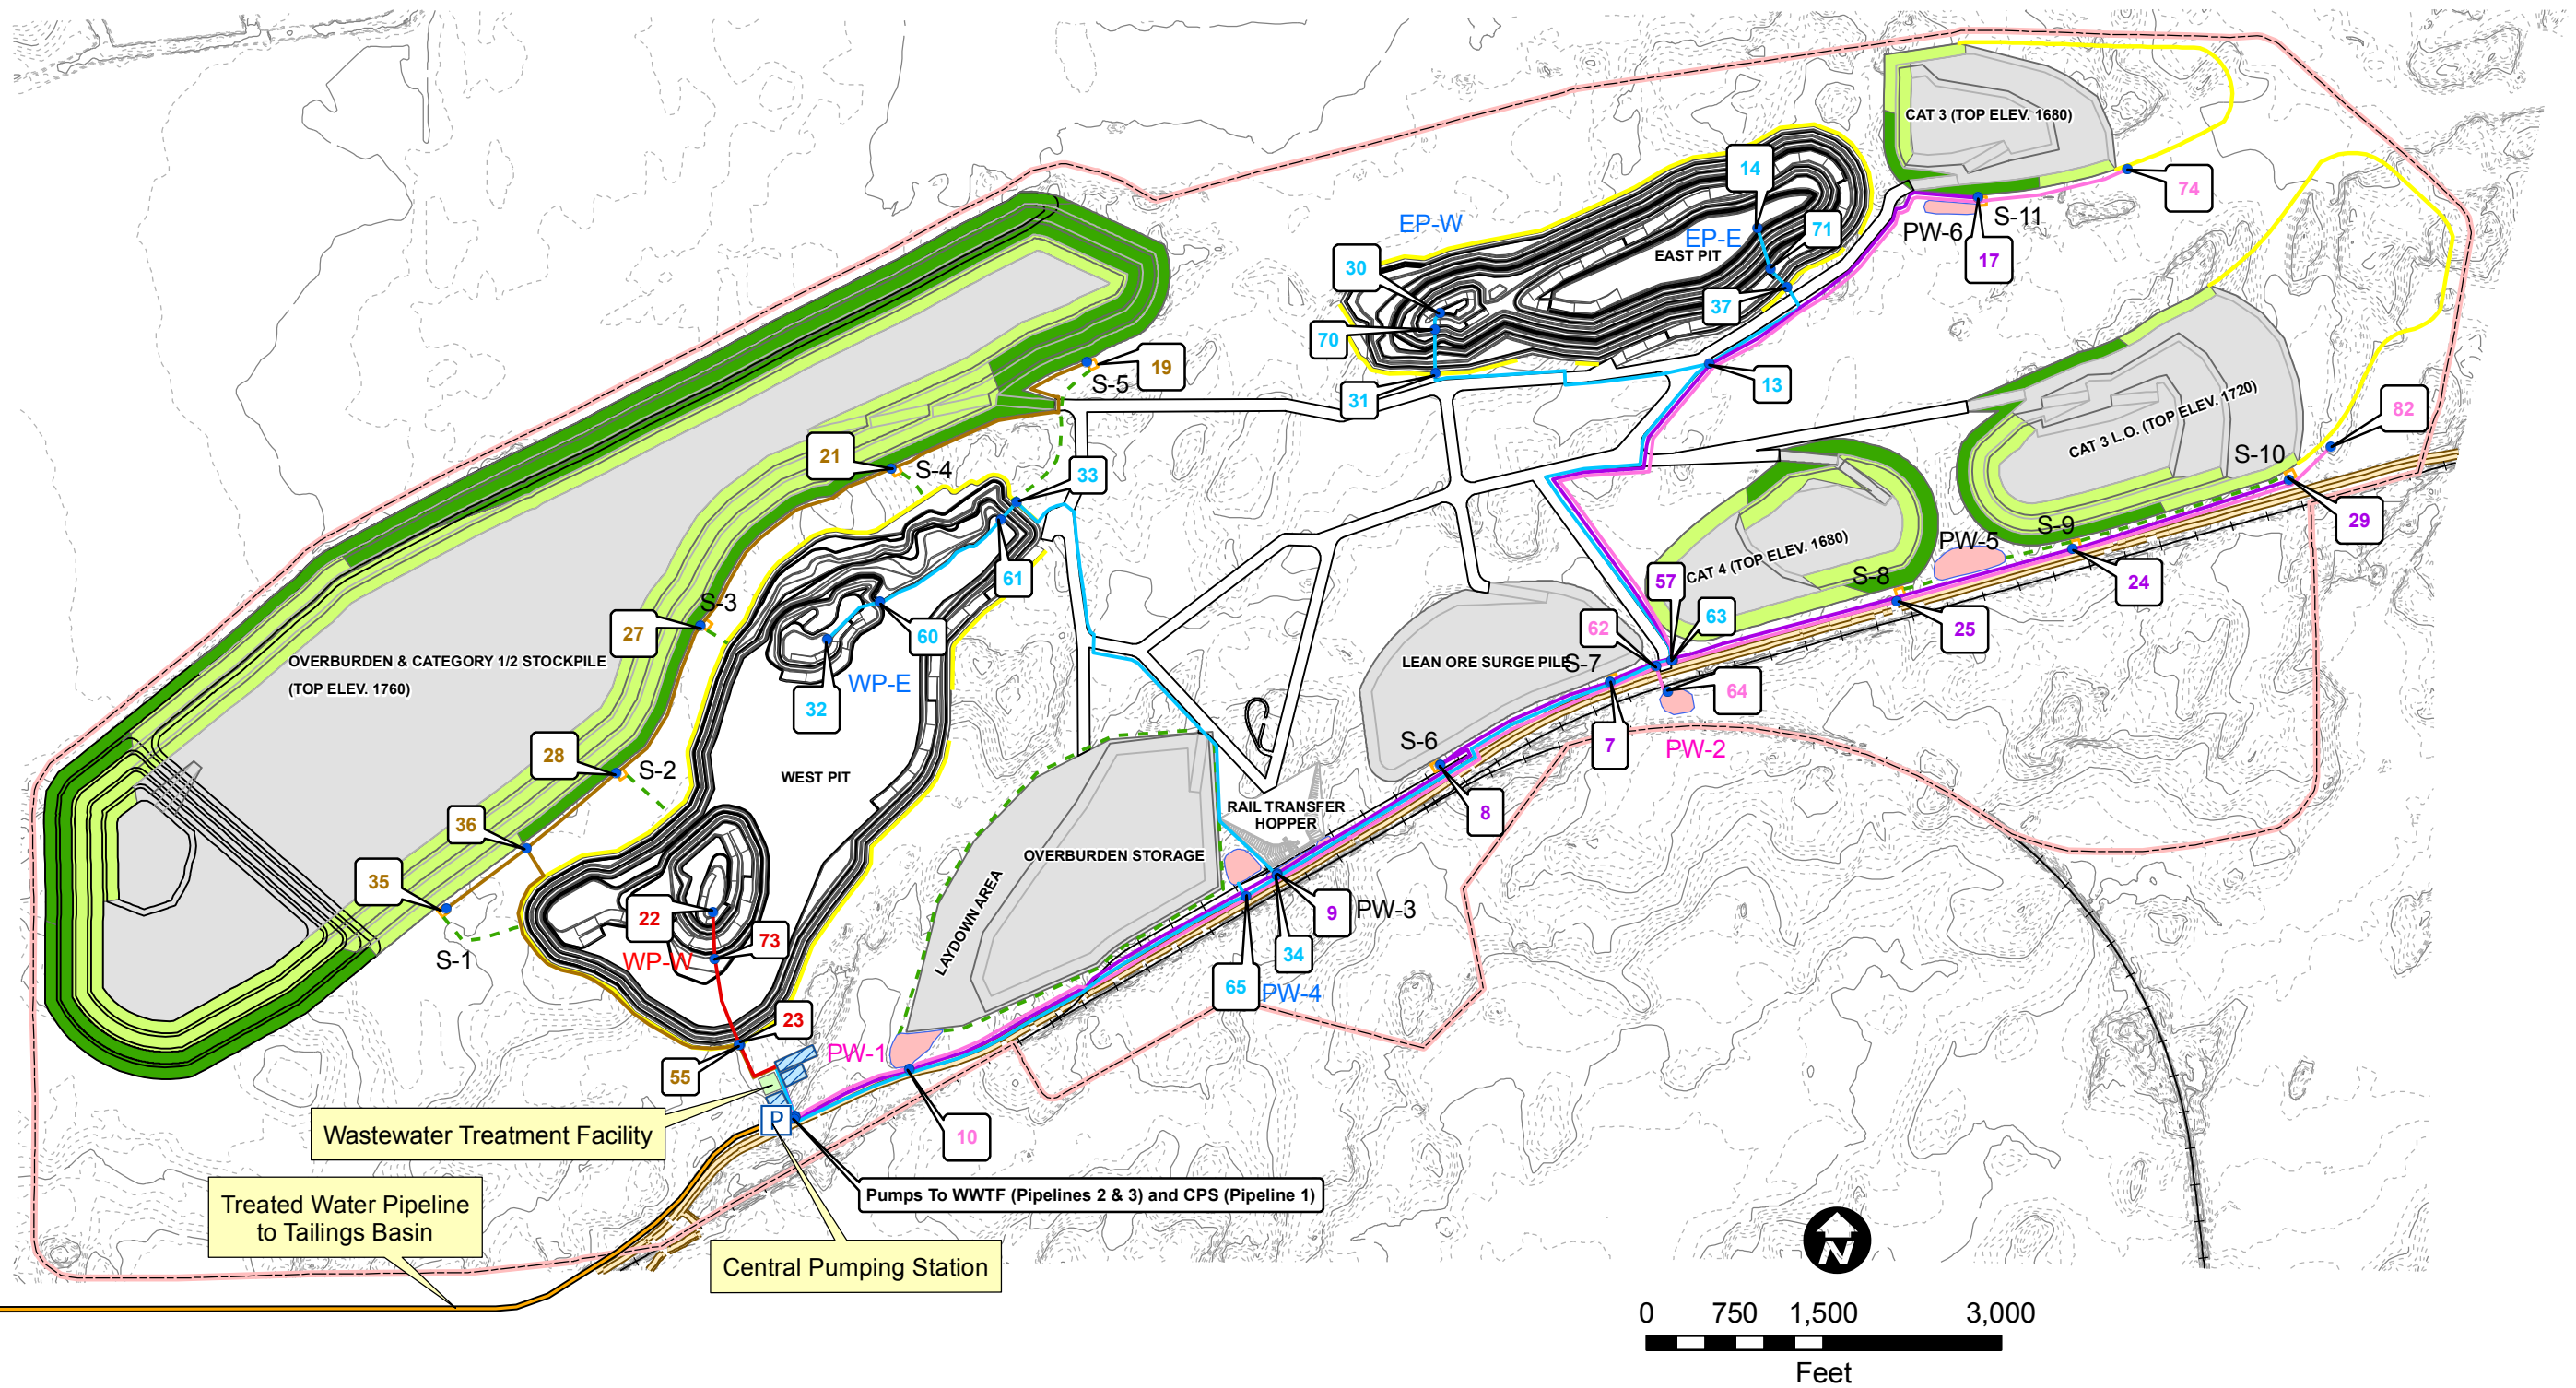 CAT 3 (TOP ELEV. 1680)
14
74
EP-W
71
S-11
PW-6
EP-E
EAST PIT
17
30
37
70
19
S-5
13
31
82
CAT 3 L.O. (TOP ELEV. 1720)
21
S-4
33
S-10
29
S-9
PW-5
CAT 4 (TOP ELEV. 1680)
61
57
S-8
24
S-3
27
60
62
63
25
OVERBURDEN & CATEGORY 1/2 STOCKPILE
(TOP ELEV. 1760)
LEAN ORE SURGE PILE
S-7
WP-E
64
32
28
S-2
S-6
7
PW-2
WEST PIT
RAIL TRANSFER
HOPPER
8
36
OVERBURDEN STORAGE
35
LAYDOWN AREA
22
9
PW-3
73
34
S-1
WP-W
65
PW-4
23
PW-1
55
P
Wastewater Treatment Facility
10
Pumps To WWTF (Pipelines 2 & 3) and CPS (Pipeline 1)
Treated Water Pipeline
to Tailings Basin
Central Pumping Station
N
0 750 1,500 3,000
Feet